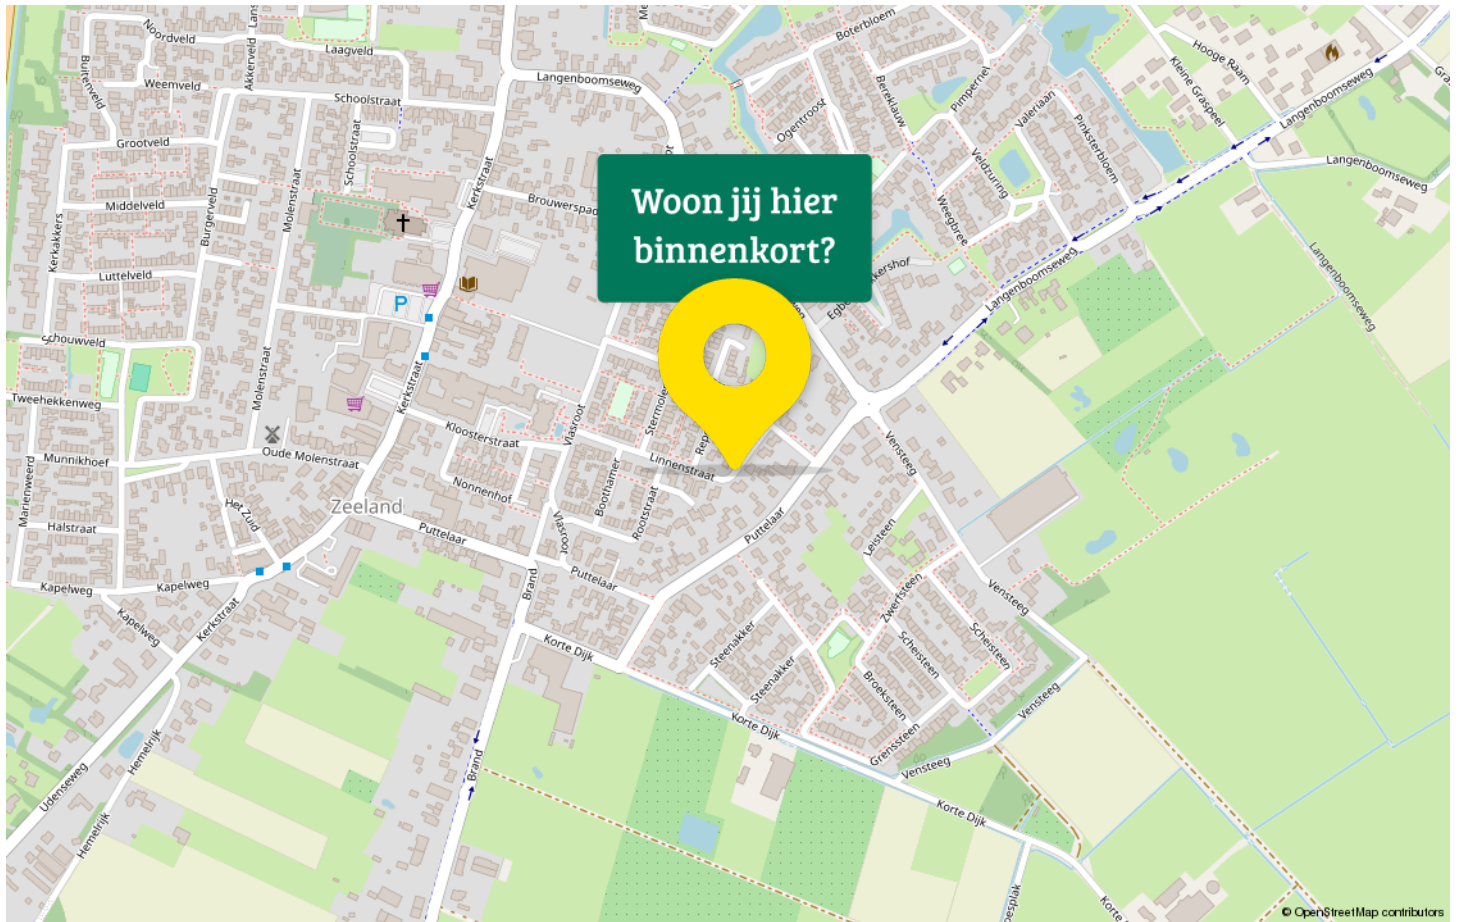 Noordveld
Laagveld
Akkerveld
Buitenveld
Weemveld
Schoolstraat
Grootveld
Schoolstraat
Middelveld
Burgerveld
Molenstraat
Kerkakkers
Luttelveld
Schouwveld
Tweehekkenweg
Molenstraat
Munnikhof
Oude Molenstraat
Marienweerd
Halstraat
Het Zuid
Kapelweg
Kapelweg
Kapelweg
Kerkstraat
Udenseweg
Hemelrijk
Hemelrijk
Zeeland
Kerkstraat
Kerkstraat
P
Langenboomseweg
Brouwerspad
Kloosterstraat
Nonnenhof
Vlasroot
Vlasroot
Boothamer
Rootstraat
Linnenstraat
Puttelaar
Puttelaar
Puttelaar
Brand
Brand
Korte Dijk
Korte Dijk
Korte Dijk
Steenakker
Steenakker
Broeksteen
Grenssteen
Scheisteen
Scheisteen
Zwerfsteen
Leisteen
Vensteeg
Vensteeg
Vensteeg
Vensteeg
Woon jij hier
binnenkort?
Boterbloem
Bereklauw
Pimpernel
Ogentroost
Valeriaan
Pinksterbloem
Veldzuring
Weegbree
Hooge Raam
Kleine Graspeel
Langenboomseweg
Langenboomseweg
Langenboomseweg
Langenboomseweg
© OpenStreetMap contributors